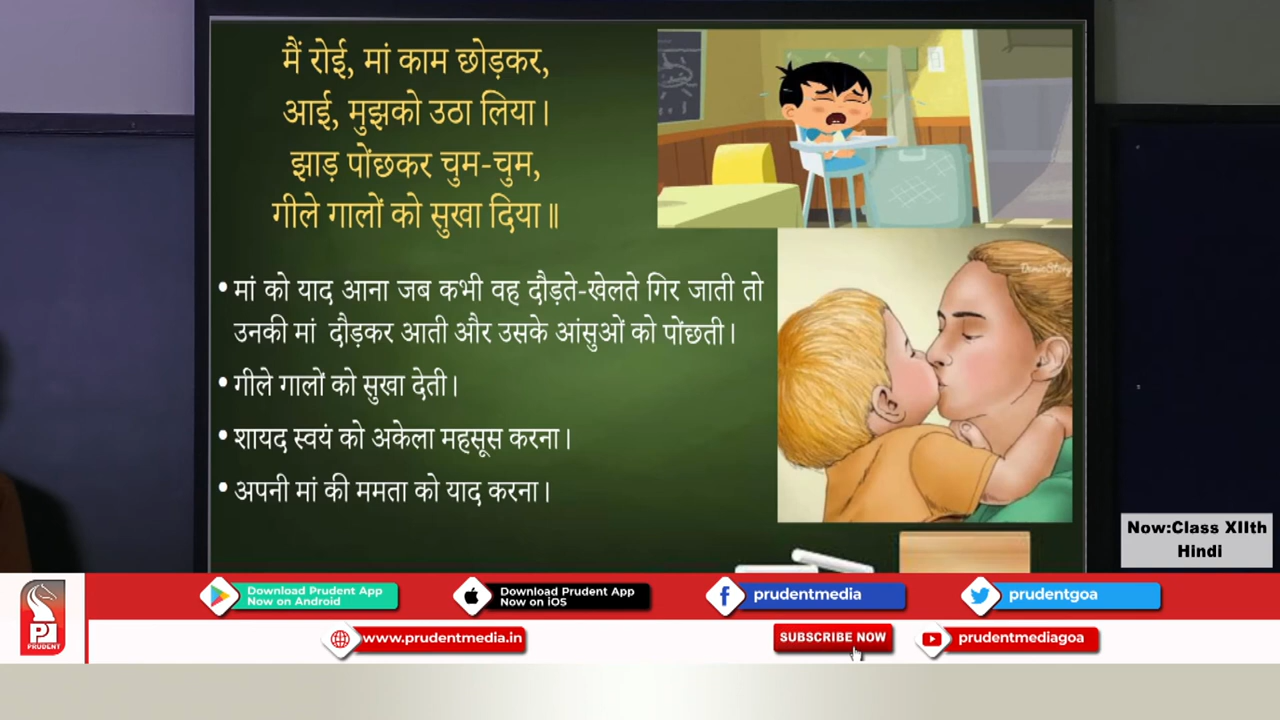 मैं रोई, मां काम छोड़कर,
आई, मुझको उठा लिया।
झाड़ पोंछकर चुम-चुम,
गीले गालों को सुखा दिया॥
DomicStory
• मां को याद आना जब कभी वह दौड़ते-खेलते गिर जाती तो
उनकी मां दौड़कर आती और उसके आंसुओं को पोंछती।
• गीले गालों को सुखा देती।
• शायद स्वयं को अकेला महसूस करना।
• अपनी मां की ममता को याद करना।
Now:Class XIIth
Hindi
PRUDENT
Download Prudent App
Now on Android
Download Prudent App
Now on iOS
prudentmedia
prudentgoa
www.prudentmedia.in
SUBSCRIBE NOW
prudentmediagoa